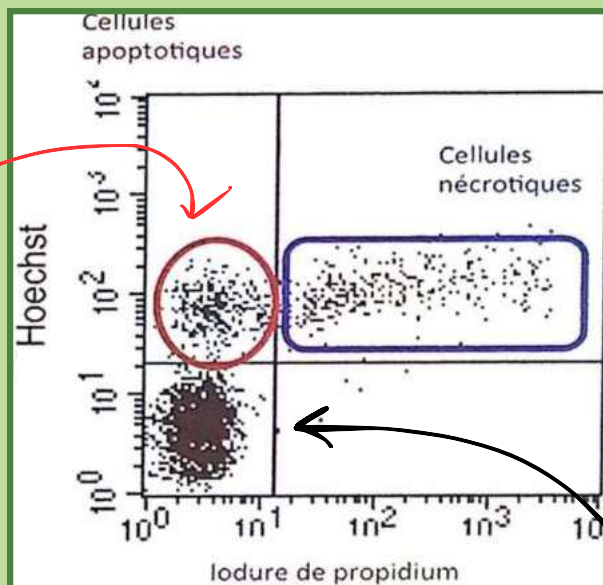 Cellules
apoptotiques
Cellules
nécrotiques
Hoechst
10⁴
10³
10²
10¹
10⁰
10⁰
10¹
10²
10³
Iodure de propidium